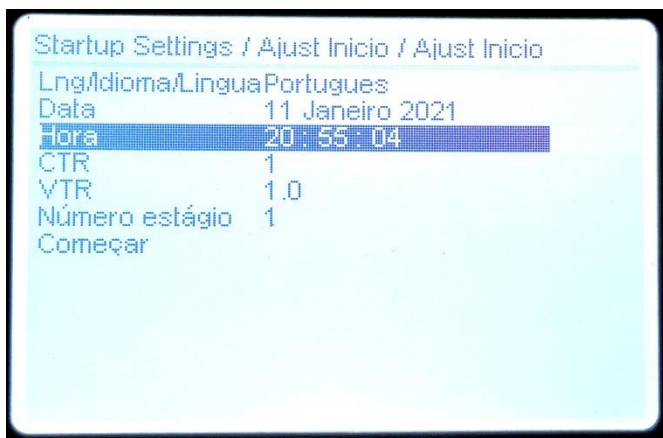 Startup Settings / Ajust Inicio / Ajust Inicio
Lng/Idioma/Lingua Portugues
Data 11 Janeiro 2021
Hora 20 : 55 : 04
CTR 1
VTR 1.0
Número estágio 1
Começar